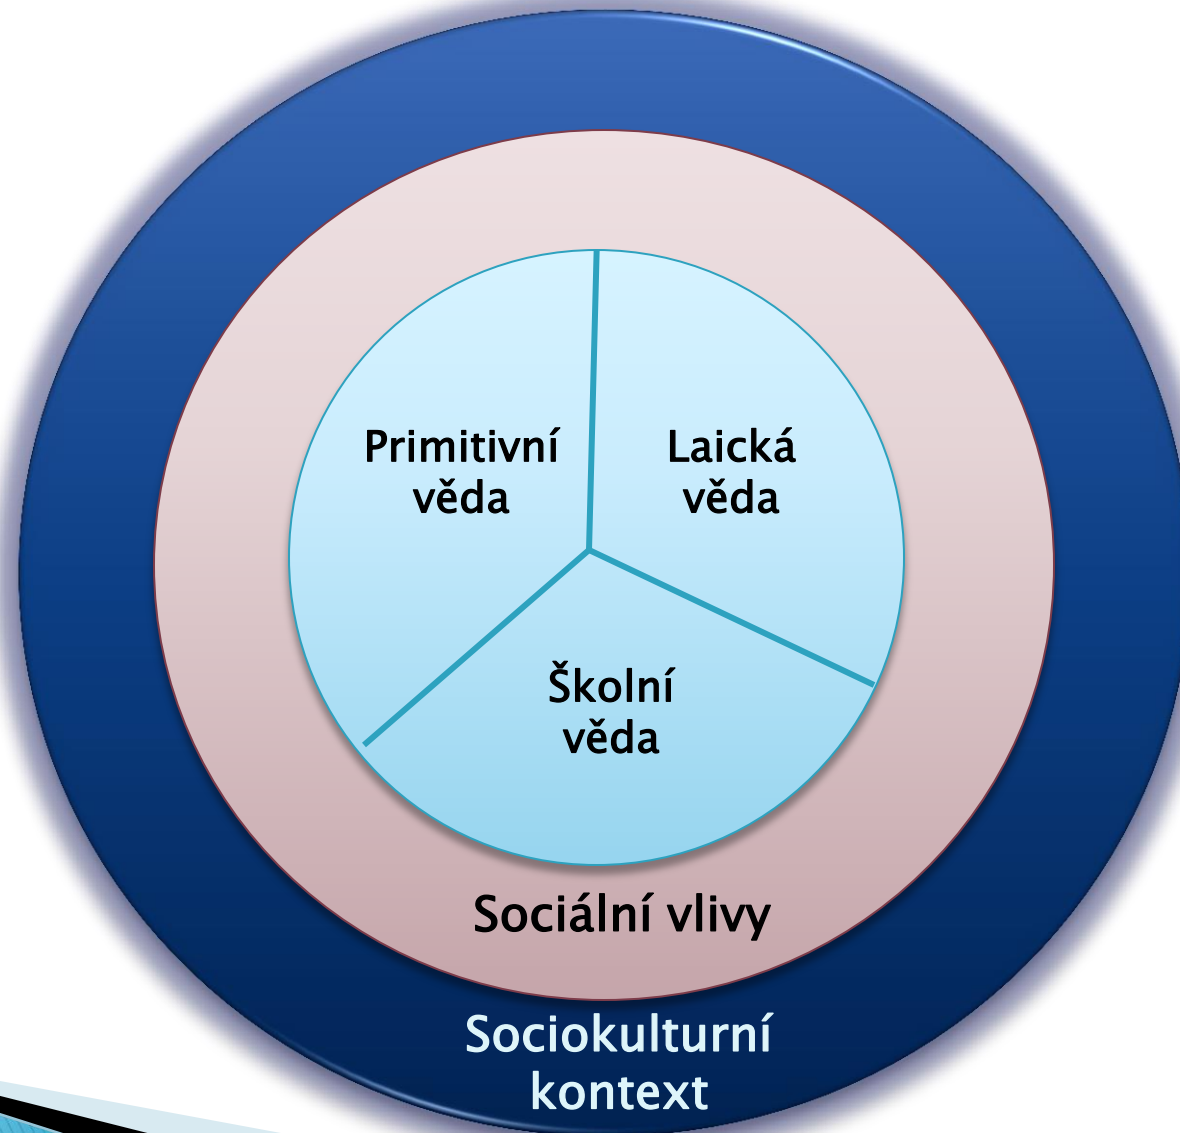 Primitivní
věda
Laická
věda
Školní
věda
Sociální vlivy
Sociokulturní
kontext